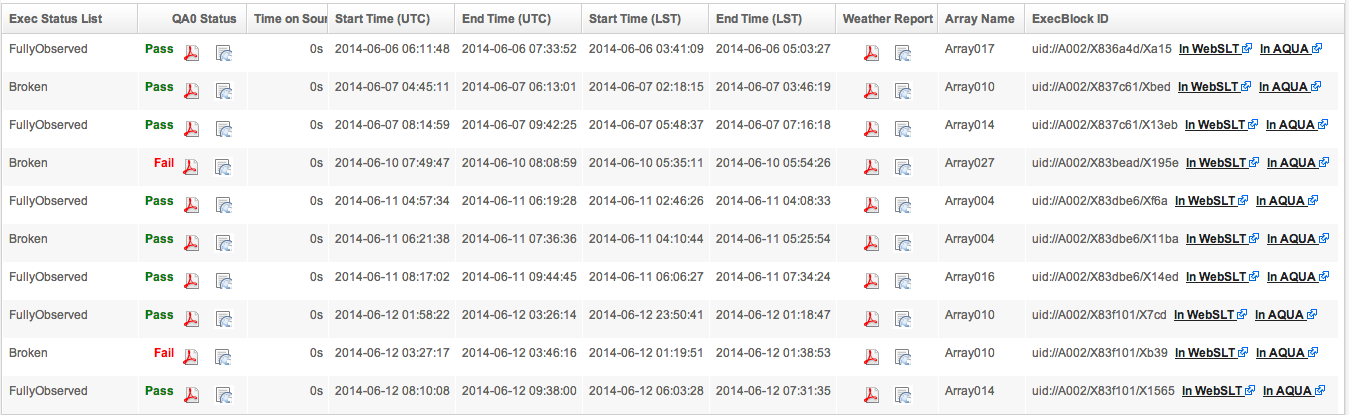 Exec Status List QA0 Status Time on Sour Start Time (UTC) End Time (UTC) Start Time (LST) End Time (LST) Weather Report Array Name ExecBlock ID
FullyObserved Pass 0s 2014-06-06 06:11:48 2014-06-06 07:33:52 2014-06-06 03:41:09 2014-06-06 05:03:27 Array017 uid://A002/X836a4d/Xa15 In WebSLT In AQUA
Broken Pass 0s 2014-06-07 04:45:11 2014-06-07 06:13:01 2014-06-07 02:18:15 2014-06-07 03:46:19 Array010 uid://A002/X837c61/Xbed In WebSLT In AQUA
FullyObserved Pass 0s 2014-06-07 08:14:59 2014-06-07 09:42:25 2014-06-07 05:48:37 2014-06-07 07:16:18 Array014 uid://A002/X837c61/X13eb In WebSLT In AQUA
Broken Fail 0s 2014-06-10 07:49:47 2014-06-10 08:08:59 2014-06-10 05:35:11 2014-06-10 05:54:26 Array027 uid://A002/X83bead/X195e In WebSLT In AQUA
FullyObserved Pass 0s 2014-06-11 04:57:34 2014-06-11 06:19:28 2014-06-11 02:46:26 2014-06-11 04:08:33 Array004 uid://A002/X83dbe6/Xf6a In WebSLT In AQUA
Broken Pass 0s 2014-06-11 06:21:38 2014-06-11 07:36:36 2014-06-11 04:10:44 2014-06-11 05:25:54 Array004 uid://A002/X83dbe6/X11ba In WebSLT In AQUA
FullyObserved Pass 0s 2014-06-11 08:17:02 2014-06-11 09:44:45 2014-06-11 06:06:27 2014-06-11 07:34:24 Array016 uid://A002/X83dbe6/X14ed In WebSLT In AQUA
FullyObserved Pass 0s 2014-06-12 01:58:22 2014-06-12 03:26:14 2014-06-12 23:50:41 2014-06-12 01:18:47 Array010 uid://A002/X83f101/X7cd In WebSLT In AQUA
Broken Fail 0s 2014-06-12 03:27:17 2014-06-12 03:46:16 2014-06-12 01:19:51 2014-06-12 01:38:53 Array010 uid://A002/X83f101/Xb39 In WebSLT In AQUA
FullyObserved Pass 0s 2014-06-12 08:10:08 2014-06-12 09:38:00 2014-06-12 06:03:28 2014-06-12 07:31:35 Array014 uid://A002/X83f101/X1565 In WebSLT In AQUA